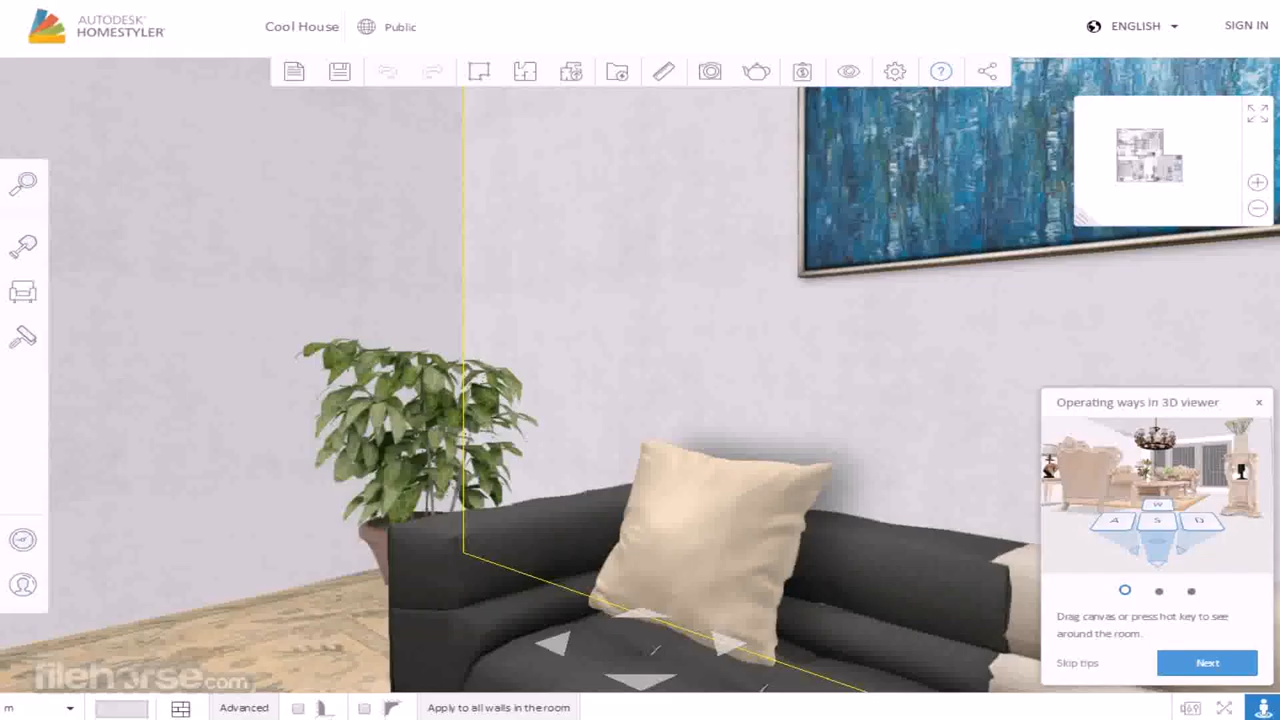 AUTODESK®
HOMESTYLER™
Cool House
Public
ENGLISH
SIGN IN
Operating ways in 3D viewer
×
W
A S D
Drag canvas or press hot key to see
around the room.
Skip tips
Next
filehorse.com
m
Advanced
Apply to all walls in the room